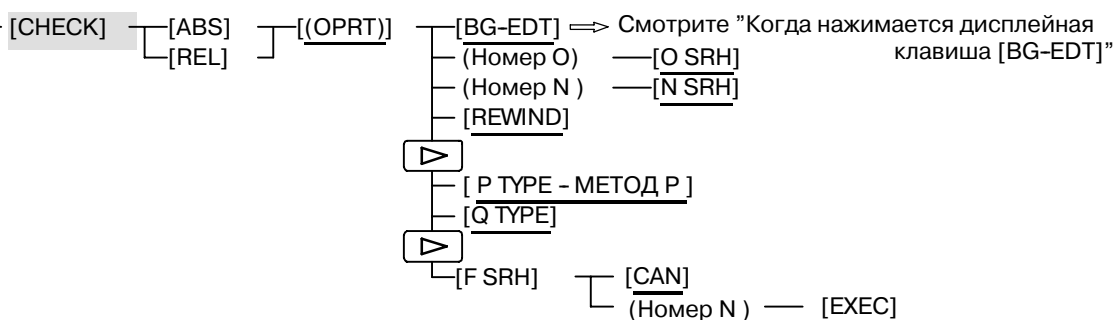 [CHECK] [ABS] [(OPRT)] [BG-EDT] Смотрите ”Когда нажимается дисплейная
[REL] (Номер O) [O SRH] клавиша [BG-EDT]”
(Номер N ) [N SRH]
[REWIND]
[ P TYPE - МЕТОД P ]
[Q TYPE]
[F SRH] [CAN]
(Номер N ) [EXEC]